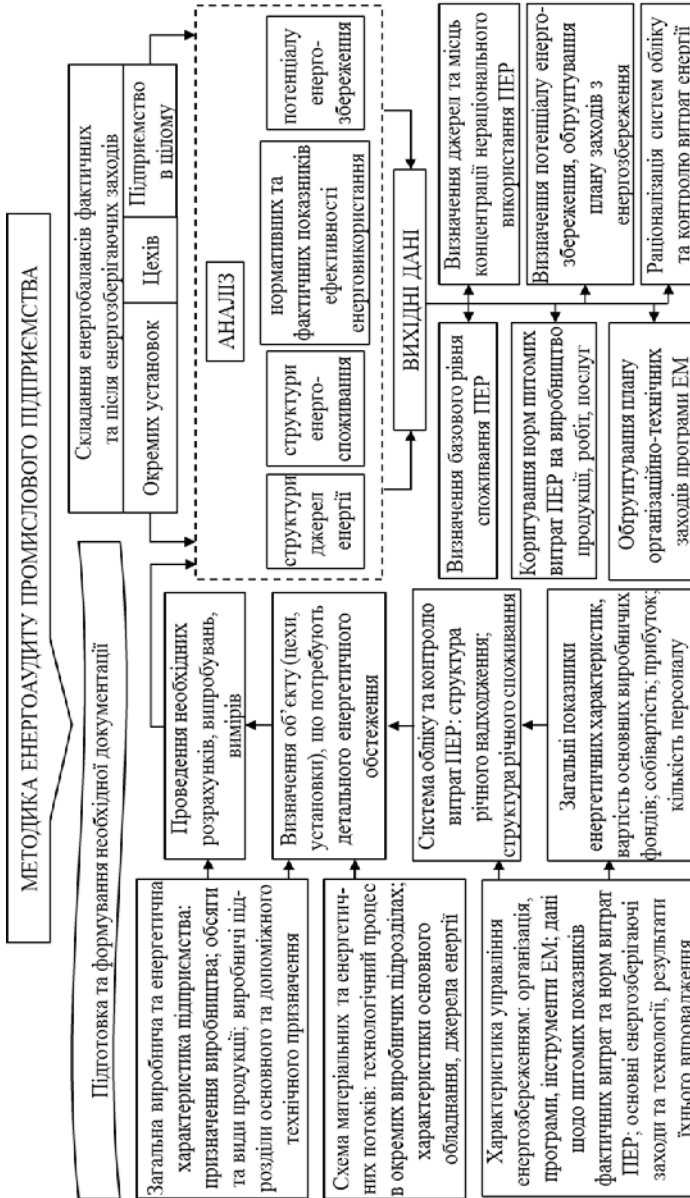 МЕТОДИКА ЕНЕРГОАУДИТУ ПРОМИСЛОВОГО ПІДПРИЄМСТВА
Підготовка та формування необхідної документації
Загальна виробнича та енергетична
характеристика підприємства:
призначення виробництва; обсяги
та види продукції; виробничі під-
розділи основного та допоміжного
технічного призначення
Схема матеріальних та енергетич-
них потоків: технологічний процес
в окремих виробничих підрозділах;
характеристики основного
обладнання, джерела енергії
Характеристика управління
енергозбереженням: організація,
програми, інструменти ЕМ; дані
щодо питомих показників
фактичних витрат та норм витрат
ПЕР; основні енергозберігаючі
заходи та технології, результати
їхнього впровадження
Проведення необхідних
розрахунків, випробувань,
вимірів
Визначення об’єкту (цехи,
установки), що потребують
детального енергетичного
обстеження
Система обліку та контролю
витрат ПЕР: структура
річного надходження;
структура річного споживання
Загальні показники
енергетичних характеристик,
вартість основних виробничих
фондів; собівартість; прибуток;
кількість персоналу
Складання енергобалансів фактичних
та після енергозберігаючих заходів
Окремих установок
Цехів
Підприємство
в цілому
АНАЛІЗ
структури
джерел
енергії
структури
енерго-
споживання
нормативних та
фактичних показників
ефективності
енерговикористання
потенціалу
енерго-
збереження
ВИХІДНІ ДАНІ
Визначення базового рівня
споживання ПЕР
Коригування норм питомих
витрат ПЕР на виробництво
продукції, робіт, послуг
Обґрунтування плану
організаційно-технічних
заходів програми ЕМ
Визначення джерел та місць
концентрації нераціонального
використання ПЕР
Визначення потенціалу енерго-
збереження, обґрунтування
плану заходів з
енергозбереження
Раціоналізація систем обліку
та контролю витрат енергії